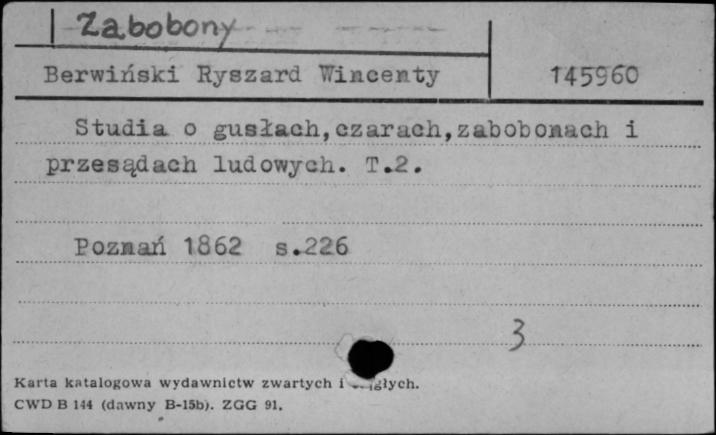 Zabobony
Berwiński Ryszard Wincenty 145960
Studia o gusłach,czarach,zabobonach i
przesądach ludowych. T.2.
Poznań 1862 s.226
3
Karta katalogowa wydawnictw zwartych i
CWD B 144 (dawny B-15b). ZGG 91.